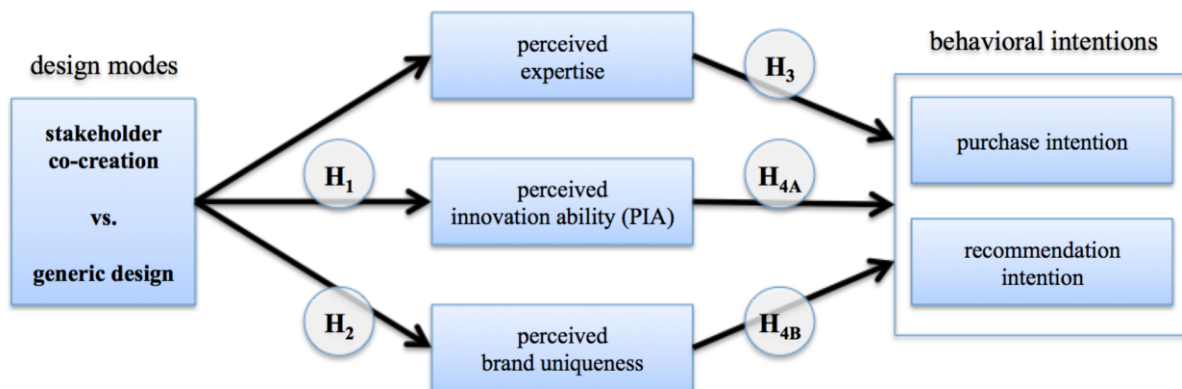 design modes
stakeholder
co-creation
vs.
generic design
H1
H2
perceived
expertise
perceived
innovation ability (PIA)
perceived
brand uniqueness
H3
H4A
H4B
behavioral intentions
purchase intention
recommendation
intention